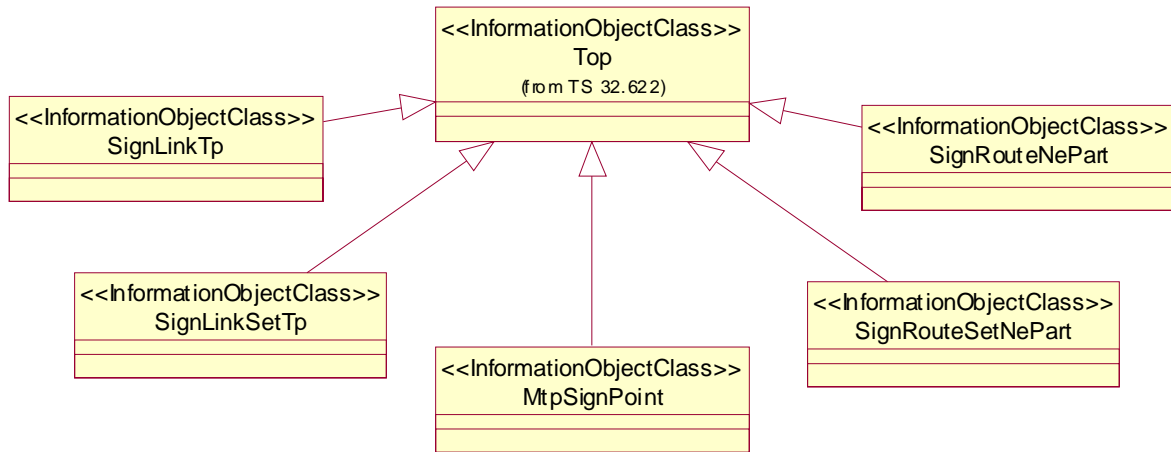 <<InformationObjectClass>>
Top
(from TS 32.622)
<<InformationObjectClass>>
SignLinkTp
<<InformationObjectClass>>
SignRouteNePart
<<InformationObjectClass>>
SignLinkSetTp
<<InformationObjectClass>>
SignRouteSetNePart
<<InformationObjectClass>>
MtpSignPoint